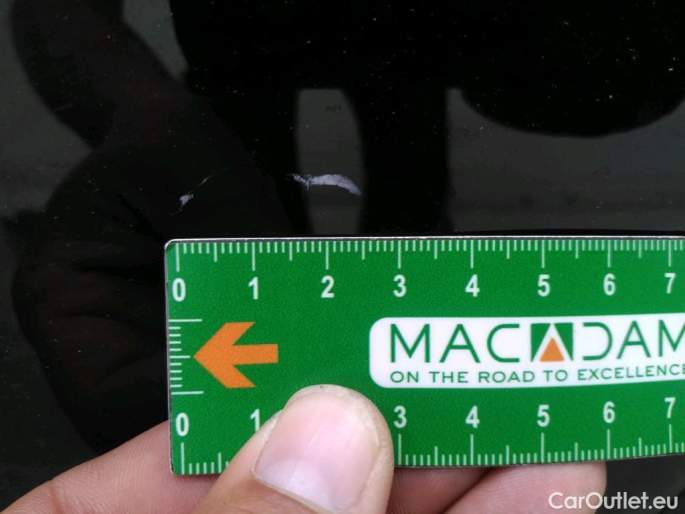 0 1 2 3 4 5 6 7
MACADAM
ON THE ROAD TO EXCELLENCE
0 1 3 4 5 6 7
CarOutlet.eu